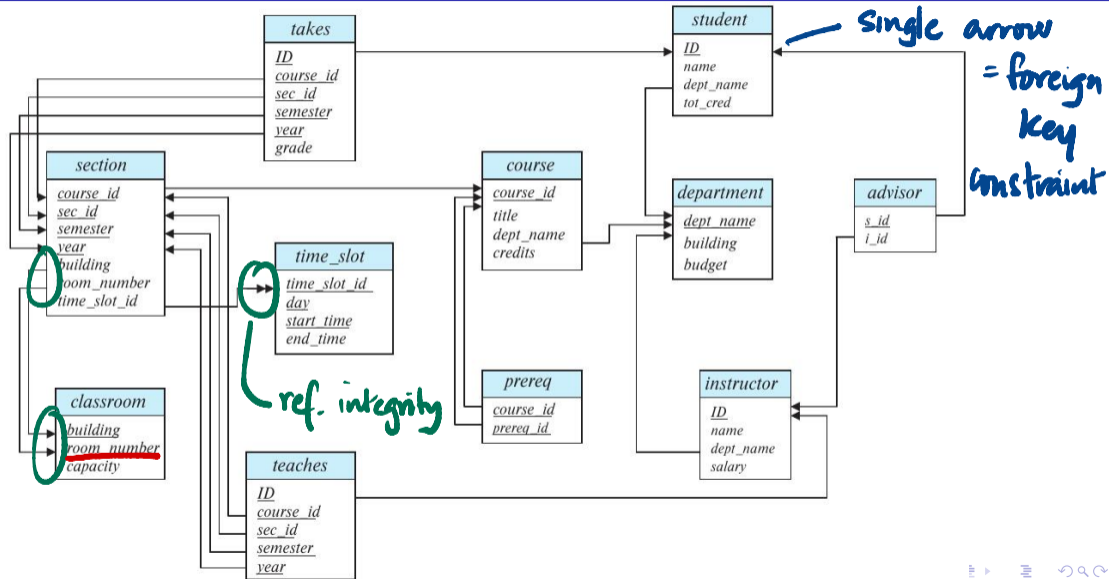 takes
ID
course_id
sec_id
semester
year
grade
student
ID
name
dept_name
tot_cred
single arrow
= foreign
key
constraint
section
course_id
sec_id
semester
year
building
room_number
time_slot_id
course
course_id
title
dept_name
credits
department
dept_name
building
budget
advisor
s_id
i_id
time_slot
time_slot_id
day
start_time
end_time
ref. integrity
classroom
building
room_number
capacity
prereq
course_id
prereq_id
instructor
ID
name
dept_name
salary
teaches
ID
course_id
sec_id
semester
year